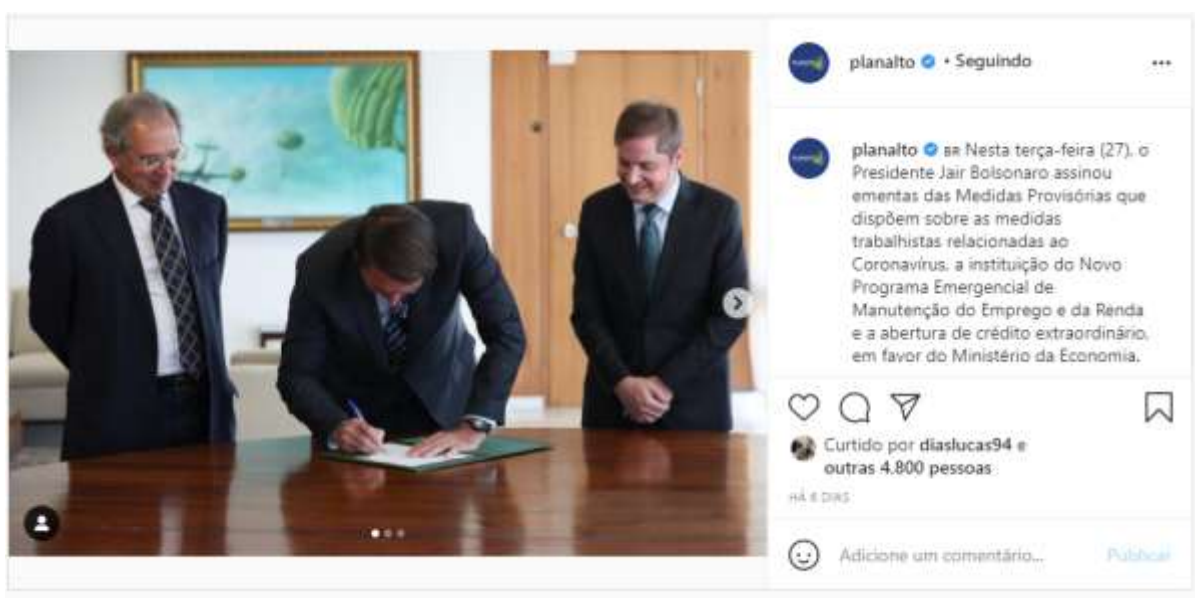 planalto • Seguindo
planalto BR Nesta terça-feira (27), o
Presidente Jair Bolsonaro assinou
ementas das Medidas Provisórias que
dispõem sobre as medidas
trabalhistas relacionadas ao
Coronavírus, a instituição do Novo
Programa Emergencial de
Manutenção do Emprego e da Renda
e a abertura de crédito extraordinário,
em favor do Ministério da Economia.
Curtido por diaslucas94 e
outras 4.800 pessoas
HÁ 6 DIAS
Adicione um comentário... Publicar